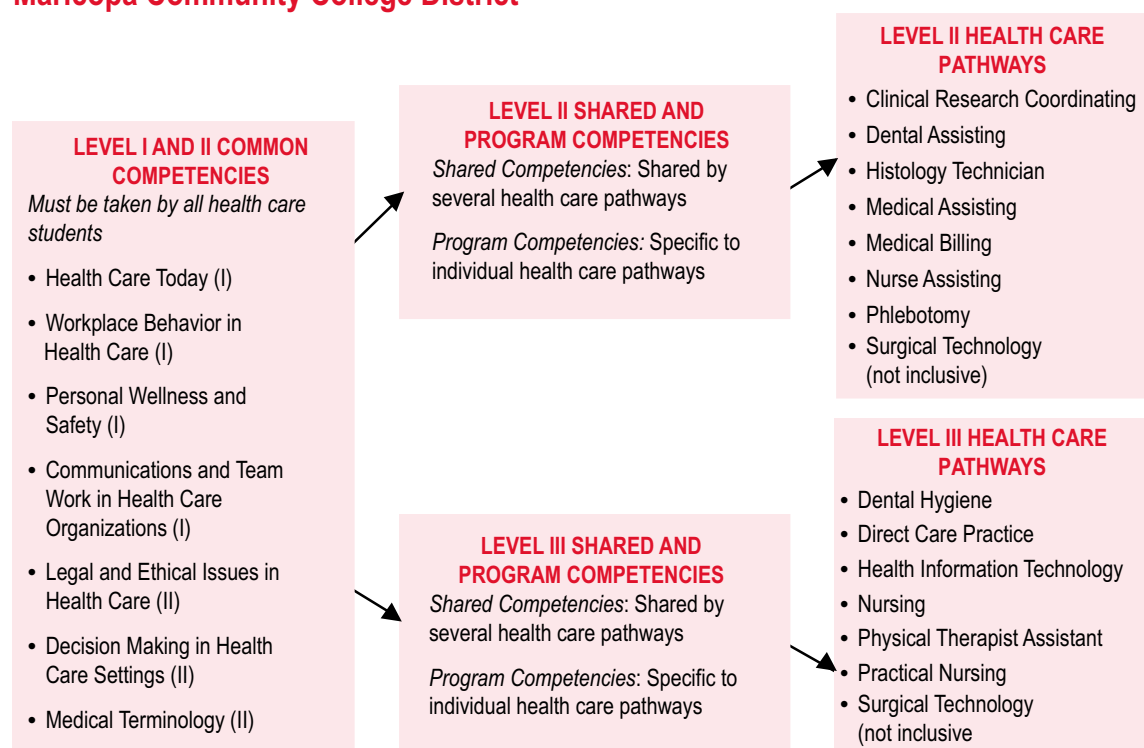 Maricopa Community College District
LEVEL I AND II COMMON
COMPETENCIES
Must be taken by all health care
students
• Health Care Today (I)
• Workplace Behavior in
Health Care (I)
• Personal Wellness and
Safety (I)
• Communications and Team
Work in Health Care
Organizations (I)
• Legal and Ethical Issues in
Health Care (II)
• Decision Making in Health
Care Settings (II)
• Medical Terminology (II)
LEVEL II SHARED AND
PROGRAM COMPETENCIES
Shared Competencies: Shared by
several health care pathways
Program Competencies: Specific to
individual health care pathways
LEVEL III SHARED AND
PROGRAM COMPETENCIES
Shared Competencies: Shared by
several health care pathways
Program Competencies: Specific to
individual health care pathways
LEVEL II HEALTH CARE
PATHWAYS
• Clinical Research Coordinating
• Dental Assisting
• Histology Technician
• Medical Assisting
• Medical Billing
• Nurse Assisting
• Phlebotomy
• Surgical Technology
(not inclusive)
LEVEL III HEALTH CARE
PATHWAYS
• Dental Hygiene
• Direct Care Practice
• Health Information Technology
• Nursing
• Physical Therapist Assistant
• Practical Nursing
• Surgical Technology
(not inclusive